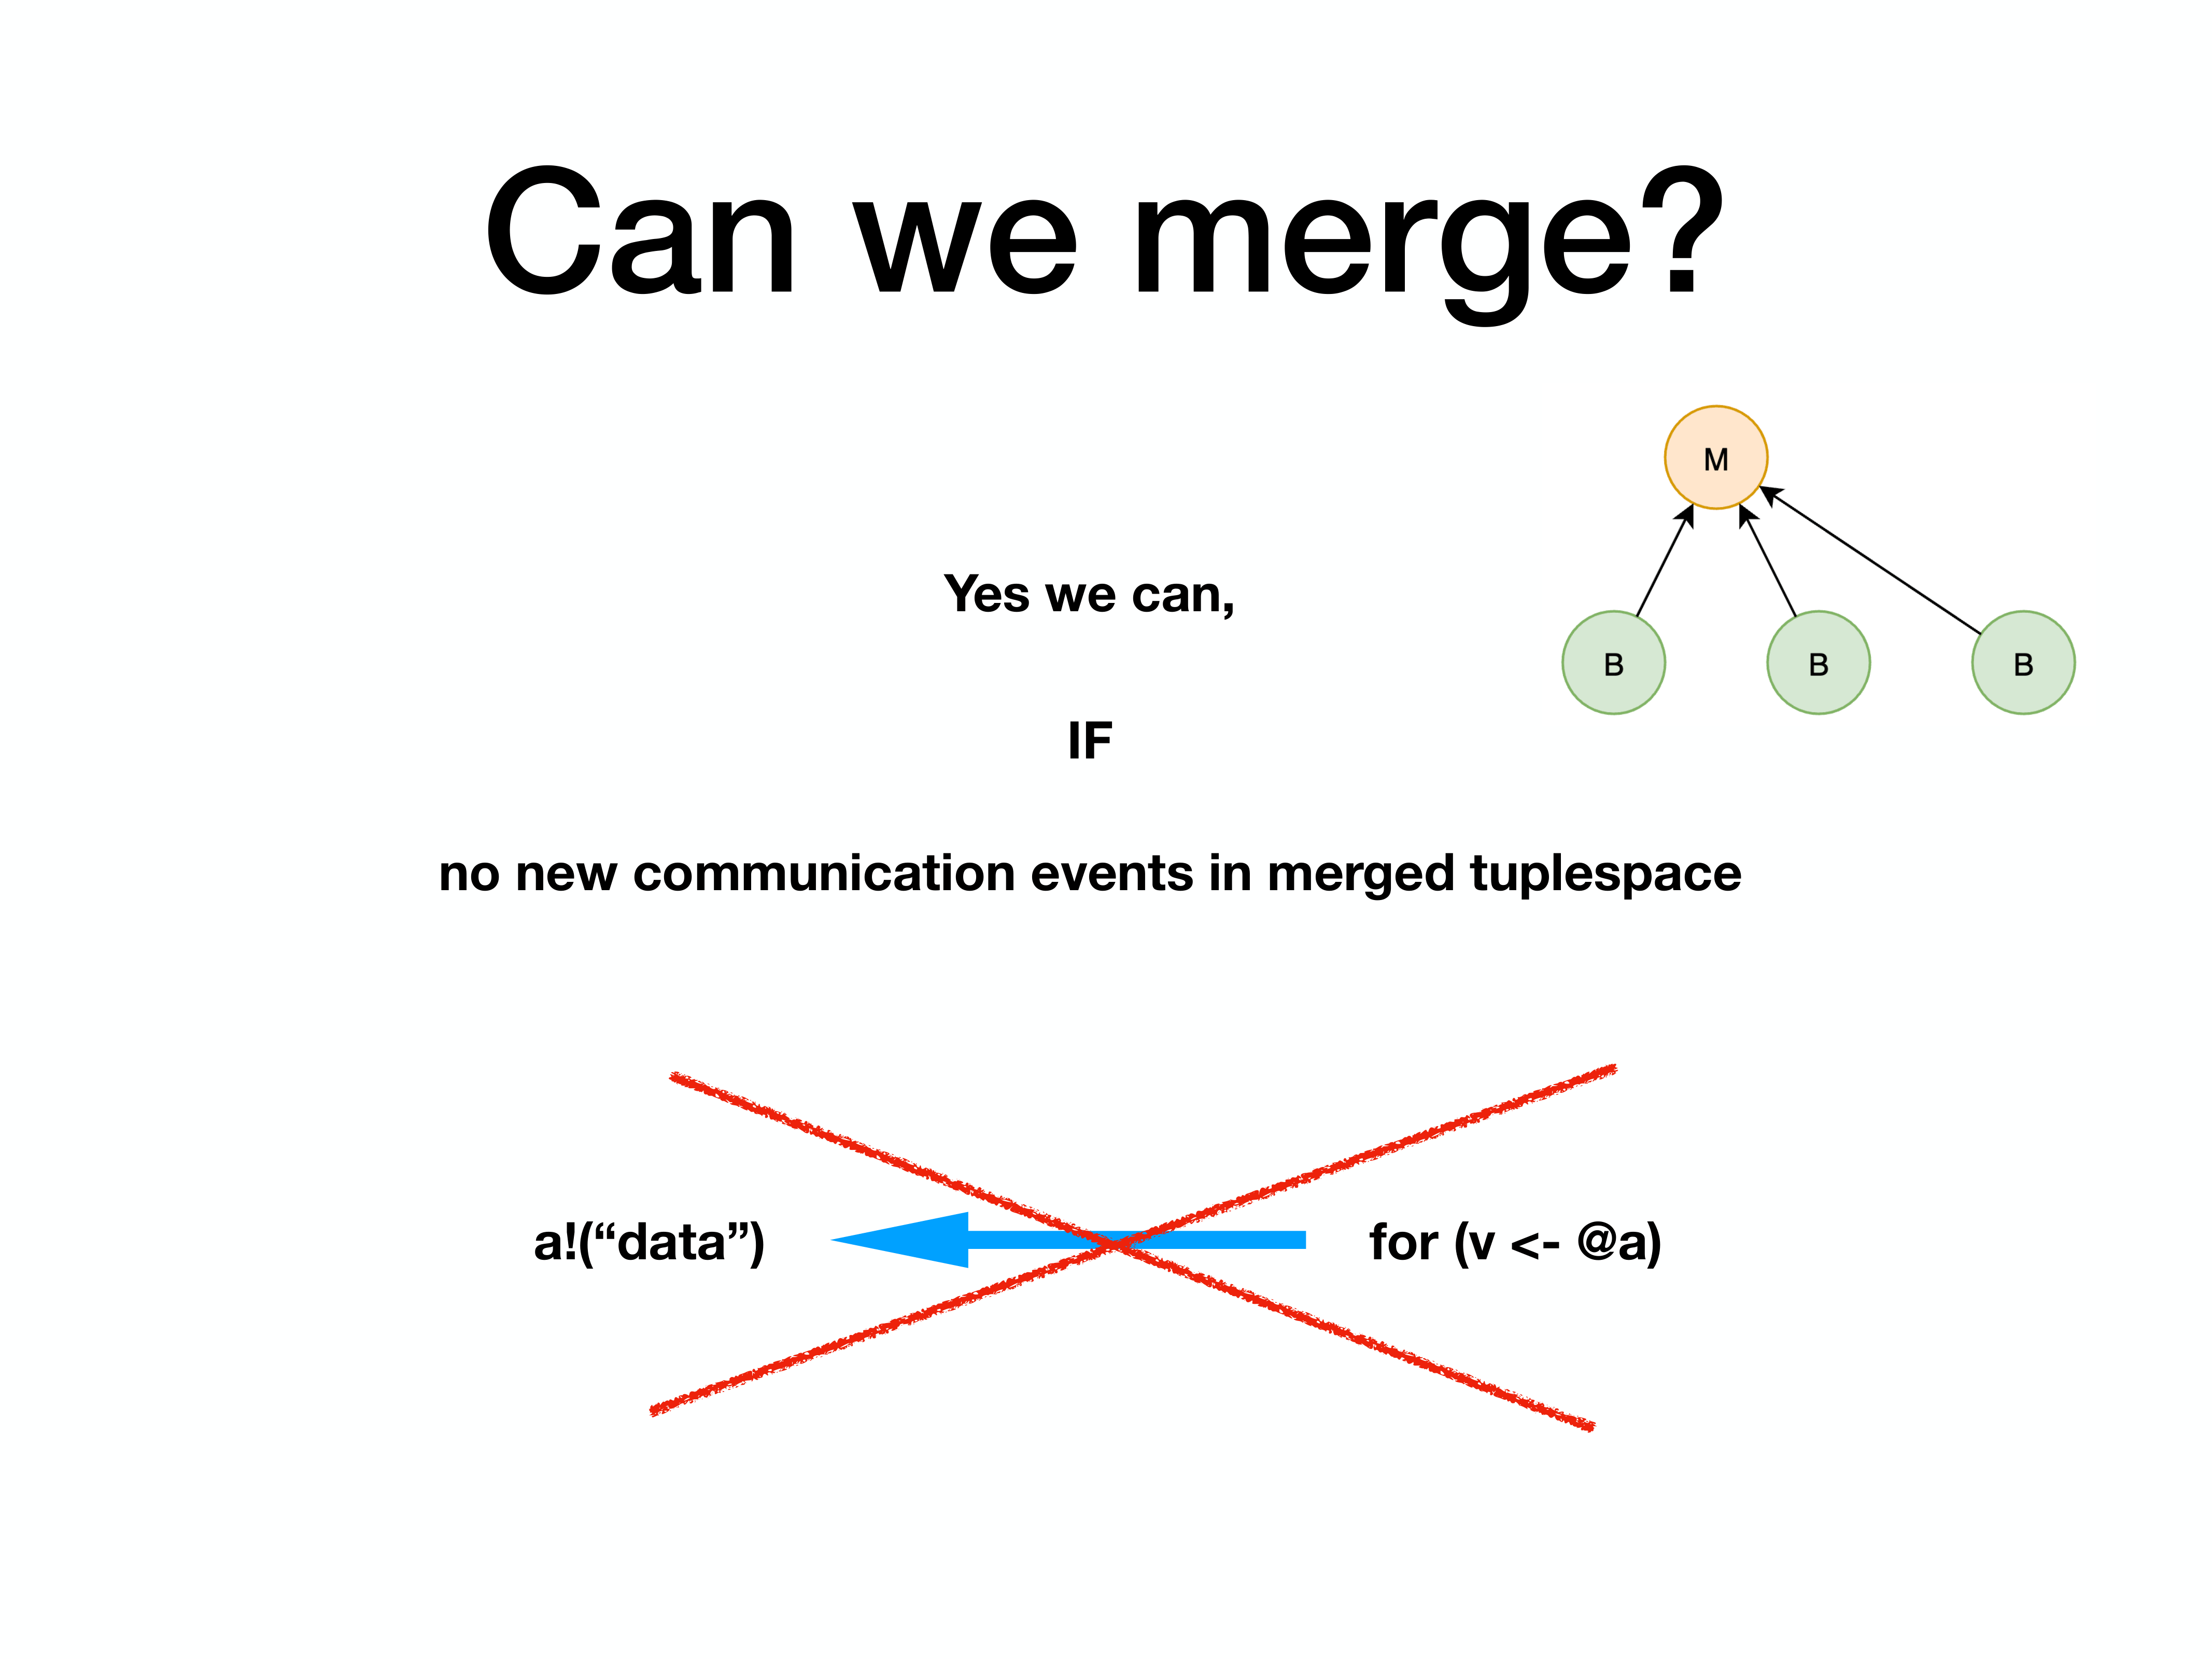 Can we merge?
M
Yes we can,
B B B
IF
no new communication events in merged tuplespace
a!(“data”) for (v <- @a)